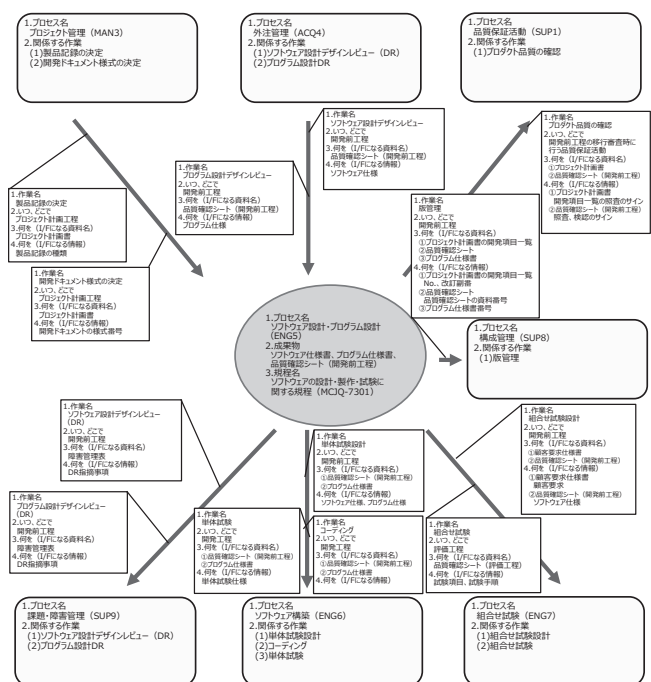 1.プロセス名
プロジェクト管理（MAN3）
2.関係する作業
(1)製品記録の決定
(2)開発ドキュメント様式の決定
1.プロセス名
外注管理（ACQ4）
2.関係する作業
(1)ソフトウェア設計デザインレビュー（DR）
(2)プログラム設計DR
1.プロセス名
品質保証活動（SUP1）
2.関係する作業
(1)プロダクト品質の確認
1.作業名
ソフトウェア設計デザインレビュー
2.いつ、どこで
開発前工程
3.何を（I/Fになる資料名）
品質確認シート（開発前工程）
4.何を（I/Fになる情報）
ソフトウェア仕様
1.作業名
プロダクト品質の確認
2.いつ、どこで
開発前工程の移行審査時に
行う品質保証活動
3.何を（I/Fになる資料名）
①プロジェクト計画書
②品質確認シート（開発前工程）
4.何を（I/Fになる情報）
①プロジェクト計画書
開発項目一覧の照査のサイン
②品質確認シート（開発前工程）
照査、検認のサイン
1.作業名
プログラム設計デザインレビュー
2.いつ、どこで
開発前工程
3.何を（I/Fになる資料名）
品質確認シート（開発前工程）
4.何を（I/Fになる情報）
プログラム仕様
1.作業名
製品記録の決定
2.いつ、どこで
プロジェクト計画工程
3.何を（I/Fになる資料名）
プロジェクト計画書
4.何を（I/Fになる情報）
製品記録の種類
1.作業名
版管理
2.いつ、どこで
開発前工程
3.何を（I/Fになる資料名）
①プロジェクト計画書の開発項目一覧
②品質確認シート
③プログラム仕様書
4.何を（I/Fになる情報）
①プロジェクト計画書の開発項目一覧
No.、改訂副番
②品質確認シート
品質確認シートの資料番号
③プログラム仕様書番号
1.作業名
開発ドキュメント様式の決定
2.いつ、どこで
プロジェクト計画工程
3.何を（I/Fになる資料名）
プロジェクト計画書
4.何を（I/Fになる情報）
開発ドキュメントの様式番号
1.プロセス名
ソフトウェア設計・プログラム設計
（ENG5）
2.成果物
ソフトウェア仕様書、プログラム仕様書、
品質確認シート（開発前工程）
3.規程名
ソフトウェアの設計・製作・試験に
関する規程（MCJQ-7301）
1.プロセス名
構成管理（SUP8）
2.関係する作業
(1)版管理
1.作業名
ソフトウェア設計デザインレビュー
（DR）
2.いつ、どこで
開発前工程
3.何を（I/Fになる資料名）
障害管理表
4.何を（I/Fになる情報）
DR指摘事項
1.作業名
単体試験設計
2.いつ、どこで
開発前工程
3.何を（I/Fになる資料名）
①品質確認シート（開発前工程）
②プログラム仕様書
4.何を（I/Fになる情報）
ソフトウェア仕様、プログラム仕様
1.作業名
組合せ試験設計
2.いつ、どこで
開発前工程
3.何を（I/Fになる資料名）
①顧客要求仕様書
②品質確認シート（開発前工程）
4.何を（I/Fになる情報）
①顧客要求仕様書
顧客要求
②品質確認シート（開発前工程）
ソフトウェア仕様
1.作業名
プログラム設計デザインレビュー
（DR）
2.いつ、どこで
開発前工程
3.何を（I/Fになる資料名）
障害管理表
4.何を（I/Fになる情報）
DR指摘事項
1.作業名
単体試験
2.いつ、どこで
開発工程
3.何を（I/Fになる資料名）
①品質確認シート（開発前工程）
②プログラム仕様書
4.何を（I/Fになる情報）
単体試験仕様
1.作業名
コーディング
2.いつ、どこで
開発工程
3.何を（I/Fになる資料名）
①品質確認シート（開発前工程）
②プログラム仕様書
4.何を（I/Fになる情報）
1.作業名
組合せ試験
2.いつ、どこで
評価工程
3.何を（I/Fになる資料名）
品質確認シート（評価工程）
4.何を（I/Fになる情報）
試験項目、試験手順
1.プロセス名
課題・障害管理（SUP9）
2.関係する作業
(1)ソフトウェア設計デザインレビュー（DR）
(2)プログラム設計DR
1.プロセス名
ソフトウェア構築（ENG6）
2.関係する作業
(1)単体試験設計
(2)コーディング
(3)単体試験
1.プロセス名
組合せ試験（ENG7）
2.関係する作業
(1)組合せ試験設計
(2)組合せ試験